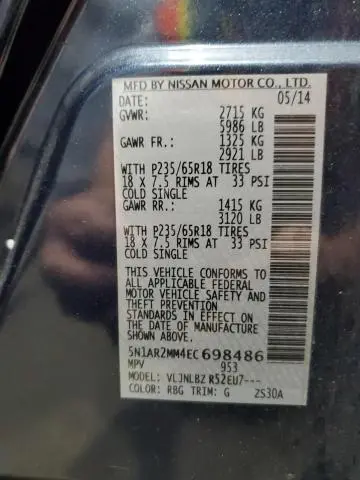 MFD BY NISSAN MOTOR CO., LTD.
DATE: 05/14
GVWR: 2715 KG
5986 LB
GAWR FR.: 1325 KG
2921 LB
WITH P235/65R18 TIRES
18 X 7.5 RIMS AT 33 PSI
COLD SINGLE
GAWR RR.: 1415 KG
3120 LB
WITH P235/65R18 TIRES
18 X 7.5 RIMS AT 33 PSI
COLD SINGLE
THIS VEHICLE CONFORMS TO
ALL APPLICABLE FEDERAL
MOTOR VEHICLE SAFETY AND
THEFT PREVENTION
STANDARDS IN EFFECT ON
THE DATE OF MANUFACTURE
SHOWN ABOVE.
5N1AR2MM4EC698486
MPV 953
MODEL: VLJNLBZ R52EU7---
COLOR: RBG TRIM: G 2S30A